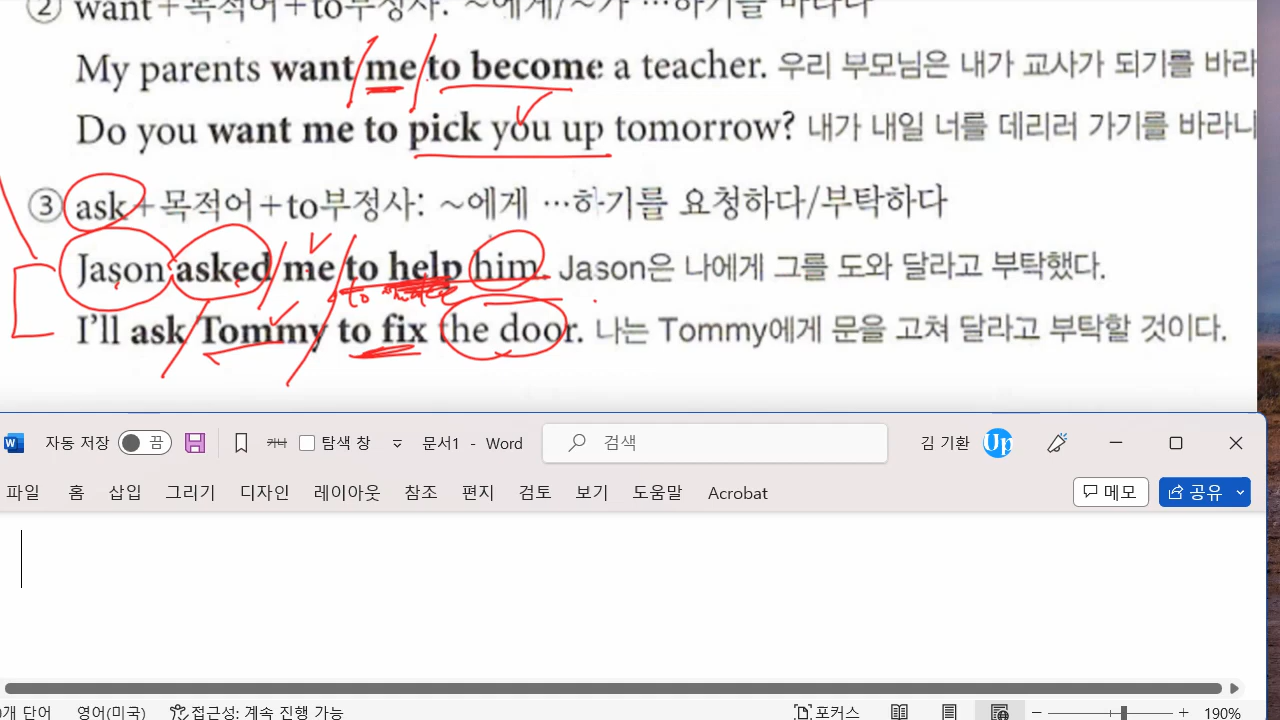 ② want+목적어+to부정사: ~에게/~가 …하기를 바라다
My parents want me to become a teacher. 우리 부모님은 내가 교사가 되기를 바라
Do you want me to pick you up tomorrow? 내가 내일 너를 데리러 가기를 바라니
③ ask+목적어+to부정사: ~에게 …하기를 요청하다/부탁하다
Jason asked me to help him. Jason은 나에게 그를 도와 달라고 부탁했다.
I'll ask Tommy to fix the door. 나는 Tommy에게 문을 고쳐 달라고 부탁할 것이다.
자동 저장 끔 가나 탐색 창 문서1 - Word 검색 김 기환 Up
파일 홈 삽입 그리기 디자인 레이아웃 참조 편지 검토 보기 도움말 Acrobat 메모 공유
개 단어 영어(미국) 접근성: 계속 진행 가능 포커스 190%